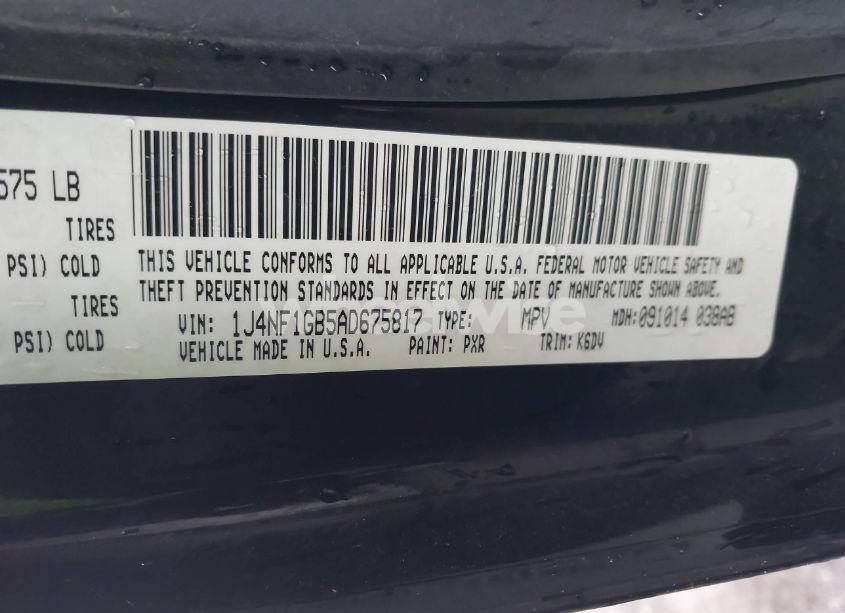 575 LB
TIRES
PSI) COLD
TIRES
PSI) COLD
THIS VEHICLE CONFORMS TO ALL APPLICABLE U.S.A. FEDERAL MOTOR VEHICLE SAFETY AND
THEFT PREVENTION STANDARDS IN EFFECT ON THE DATE OF MANUFACTURE SHOWN ABOVE.
VIN: 1J4NF1GB5AD675817 TYPE: MPV MDH:091014 038AB
VEHICLE MADE IN U.S.A. PAINT: PXR TRIM: K6DV